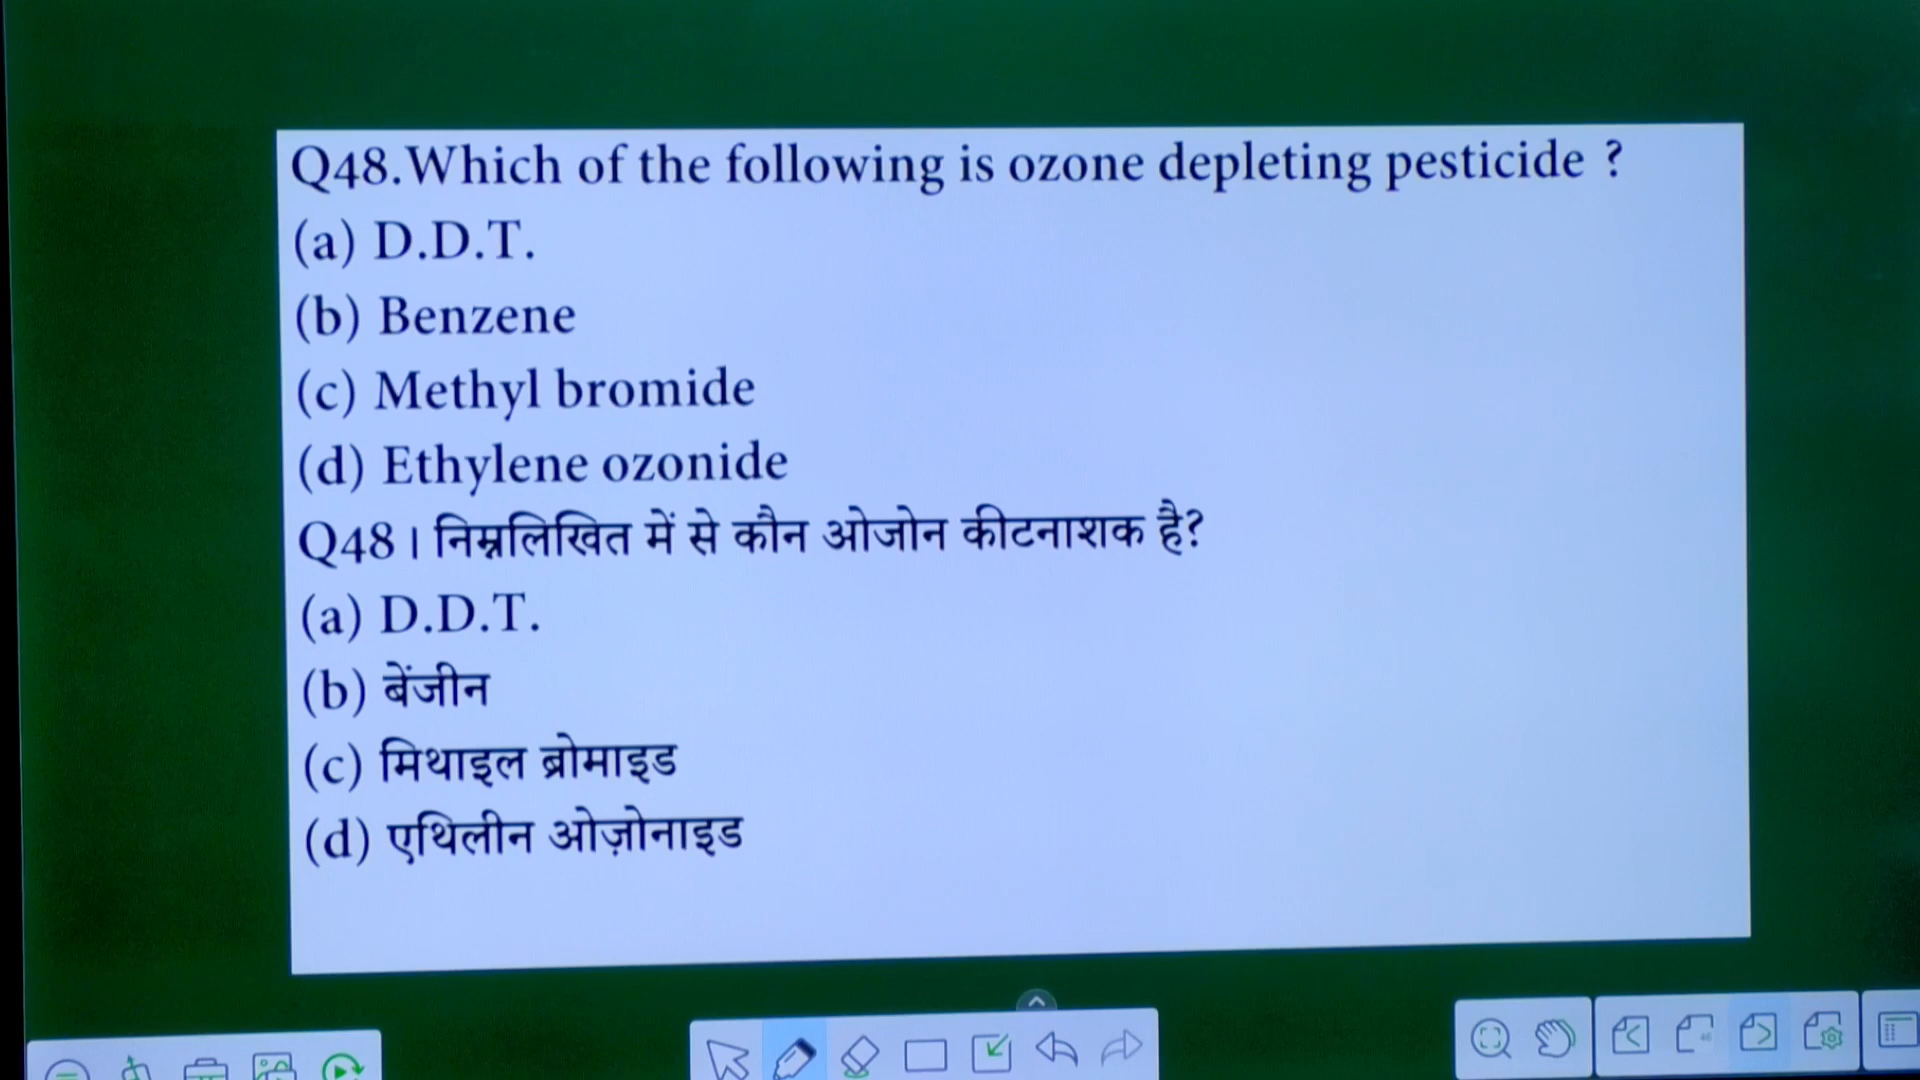 Q48.Which of the following is ozone depleting pesticide ?
(a) D.D.T.
(b) Benzene
(c) Methyl bromide
(d) Ethylene ozonide
Q48। निम्नलिखित में से कौन ओजोन कीटनाशक है?
(a) D.D.T.
(b) बेंजीन
(c) मिथाइल ब्रोमाइड
(d) एथिलीन ओज़ोनाइड